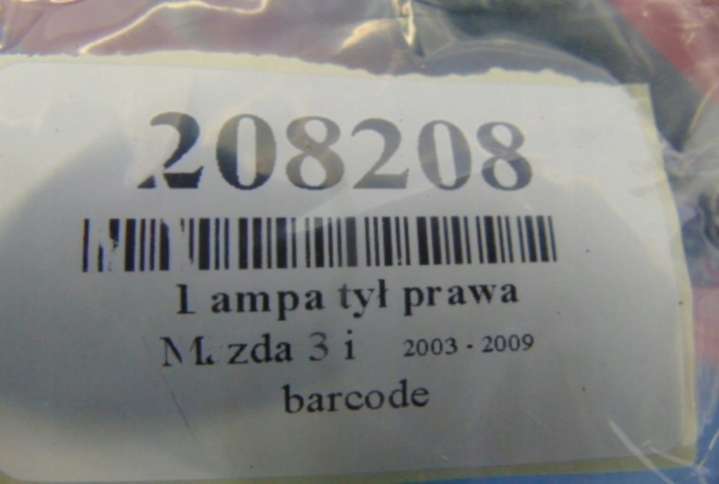 208208
Lampa tył prawa
Mazda 3 i 2003 - 2009
barcode